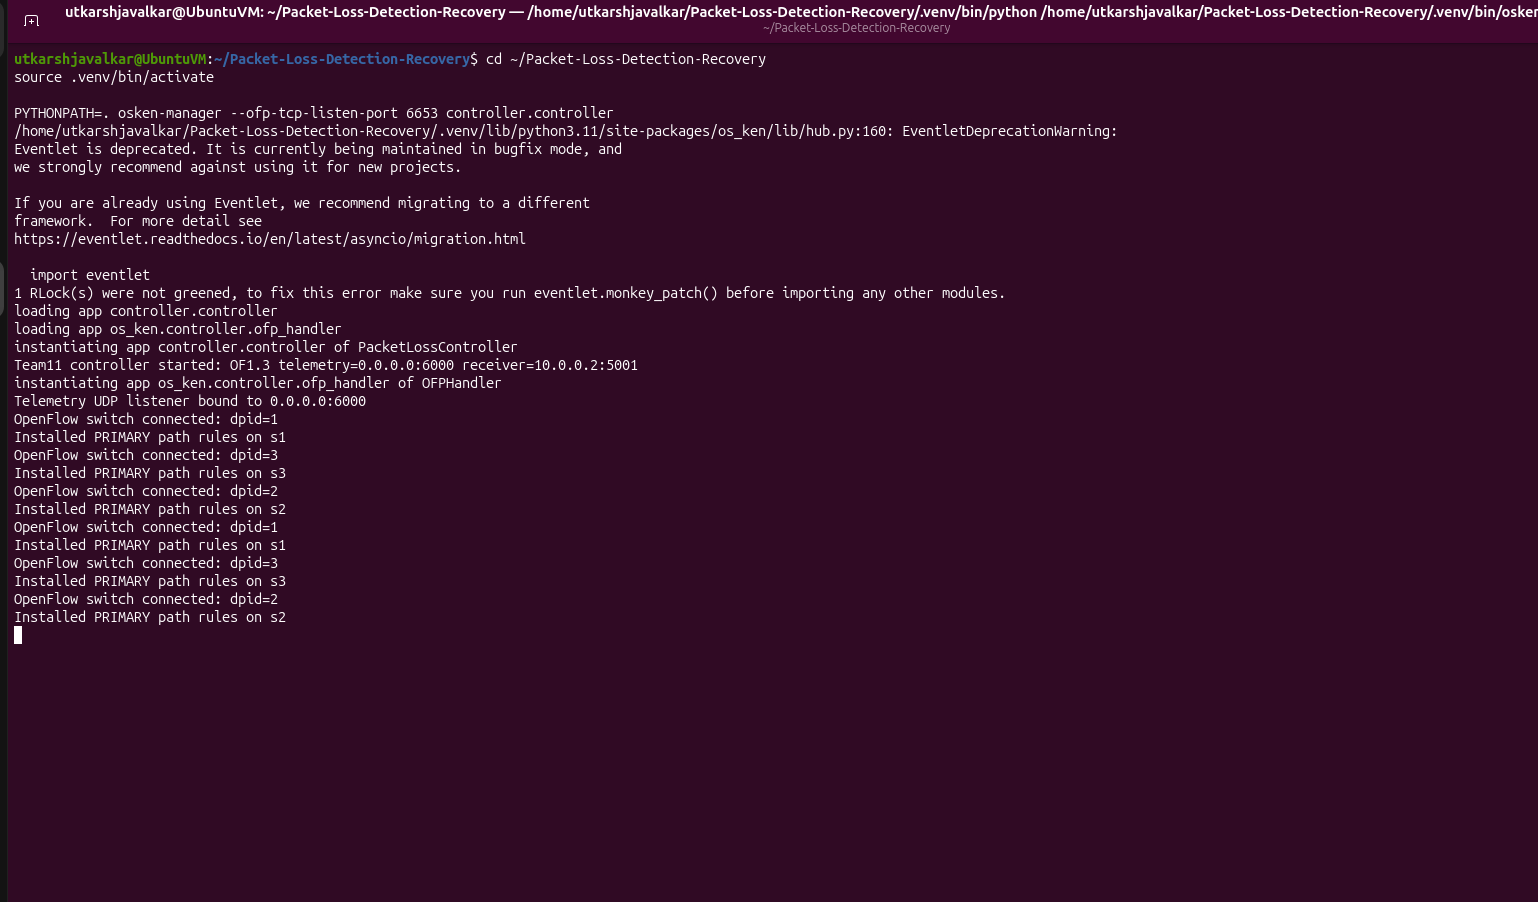 utkarshjavalkar@UbuntuVM: ~/Packet-Loss-Detection-Recovery — /home/utkarshjavalkar/Packet-Loss-Detection-Recovery/.venv/bin/python /home/utkarshjavalkar/Packet-Loss-Detection-Recovery/.venv/bin/osken
~/Packet-Loss-Detection-Recovery
utkarshjavalkar@UbuntuVM:~/Packet-Loss-Detection-Recovery$ cd ~/Packet-Loss-Detection-Recovery
source .venv/bin/activate
PYTHONPATH=. osken-manager --ofp-tcp-listen-port 6653 controller.controller
/home/utkarshjavalkar/Packet-Loss-Detection-Recovery/.venv/lib/python3.11/site-packages/os_ken/lib/hub.py:160: EventletDeprecationWarning:
Eventlet is deprecated. It is currently being maintained in bugfix mode, and
we strongly recommend against using it for new projects.
If you are already using Eventlet, we recommend migrating to a different
framework.  For more detail see
https://eventlet.readthedocs.io/en/latest/asyncio/migration.html
  import eventlet
1 RLock(s) were not greened, to fix this error make sure you run eventlet.monkey_patch() before importing any other modules.
loading app controller.controller
loading app os_ken.controller.ofp_handler
instantiating app controller.controller of PacketLossController
Team11 controller started: OF1.3 telemetry=0.0.0.0:6000 receiver=10.0.0.2:5001
instantiating app os_ken.controller.ofp_handler of OFPHandler
Telemetry UDP listener bound to 0.0.0.0:6000
OpenFlow switch connected: dpid=1
Installed PRIMARY path rules on s1
OpenFlow switch connected: dpid=3
Installed PRIMARY path rules on s3
OpenFlow switch connected: dpid=2
Installed PRIMARY path rules on s2
OpenFlow switch connected: dpid=1
Installed PRIMARY path rules on s1
OpenFlow switch connected: dpid=3
Installed PRIMARY path rules on s3
OpenFlow switch connected: dpid=2
Installed PRIMARY path rules on s2